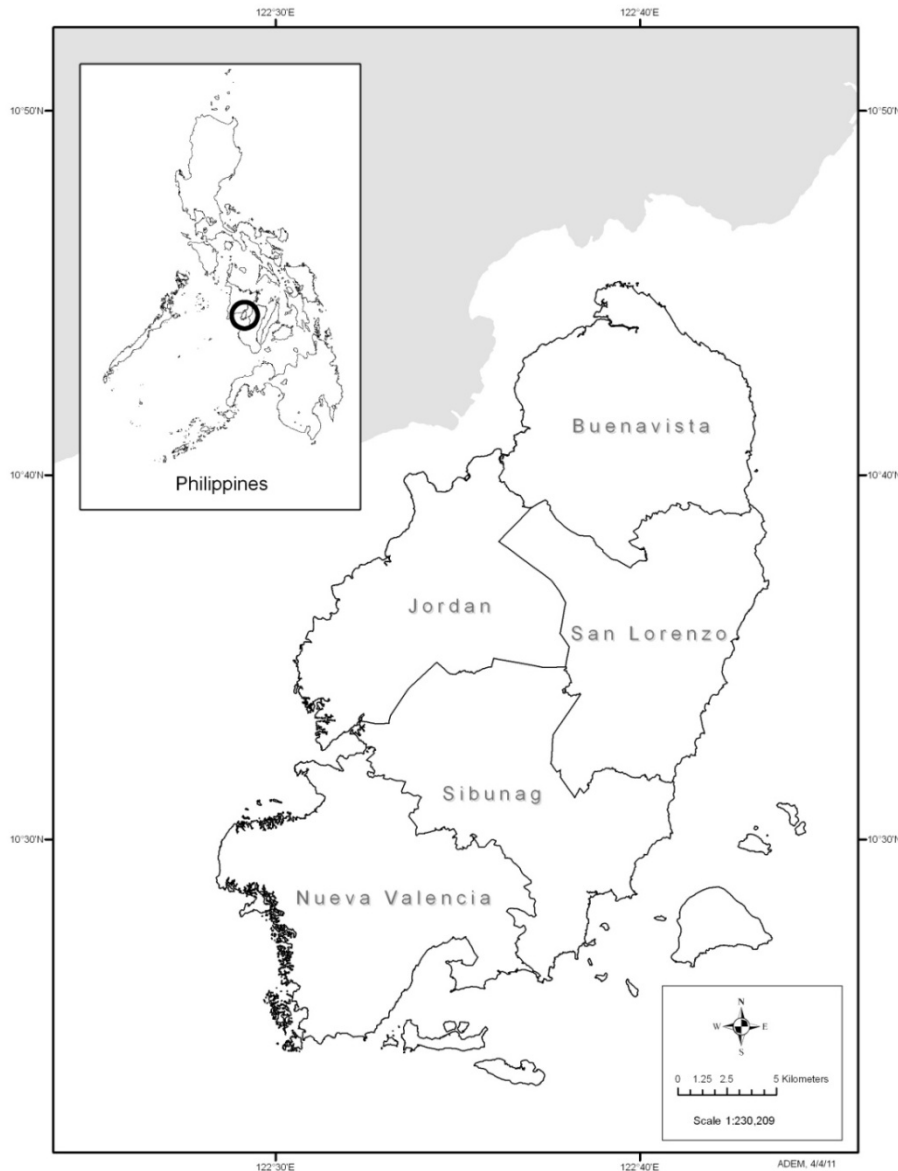 122°30'E 122°40'E
10°50'N 10°50'N
Philippines
10°40'N 10°40'N
Buenavista
Jordan
San Lorenzo
Sibunag
10°30'N 10°30'N
Nueva Valencia
N
W E
S
0 1.25 2.5 5 Kilometers
Scale 1:230,209
122°30'E 122°40'E
ADEM, 4/4/11